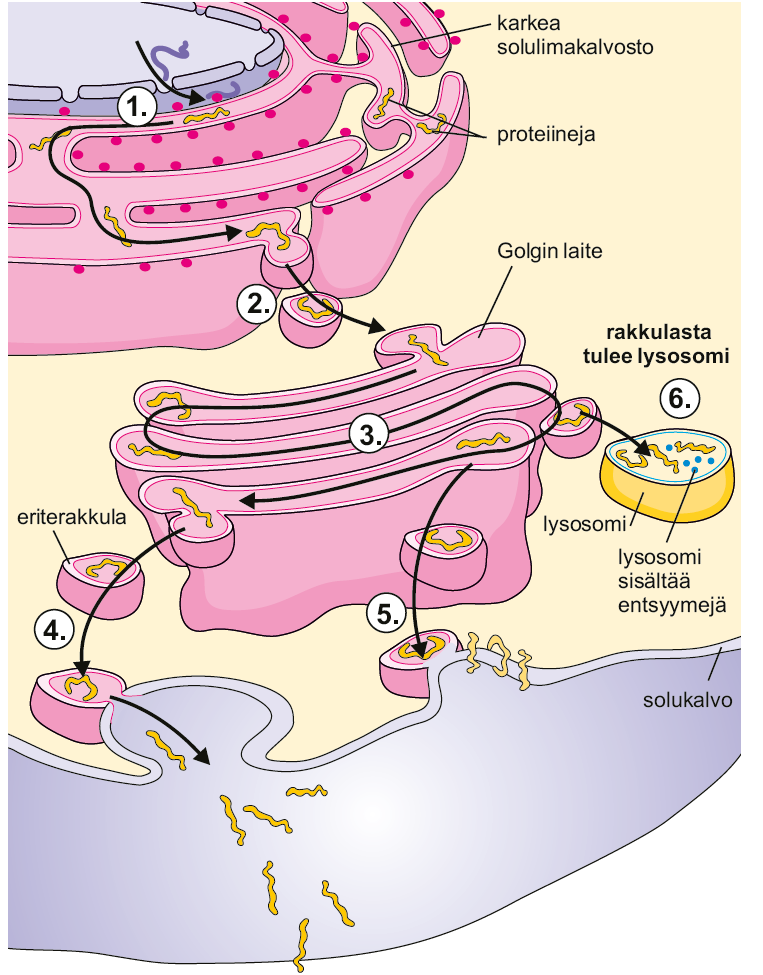 karkea
solulimakalvosto
1.
proteiineja
Golgin laite
2.
rakkulasta
tulee lysosomi
6.
3.
eriterakkula
lysosomi
lysosomi
sisältää
entsyymejä
5.
4.
solukalvo